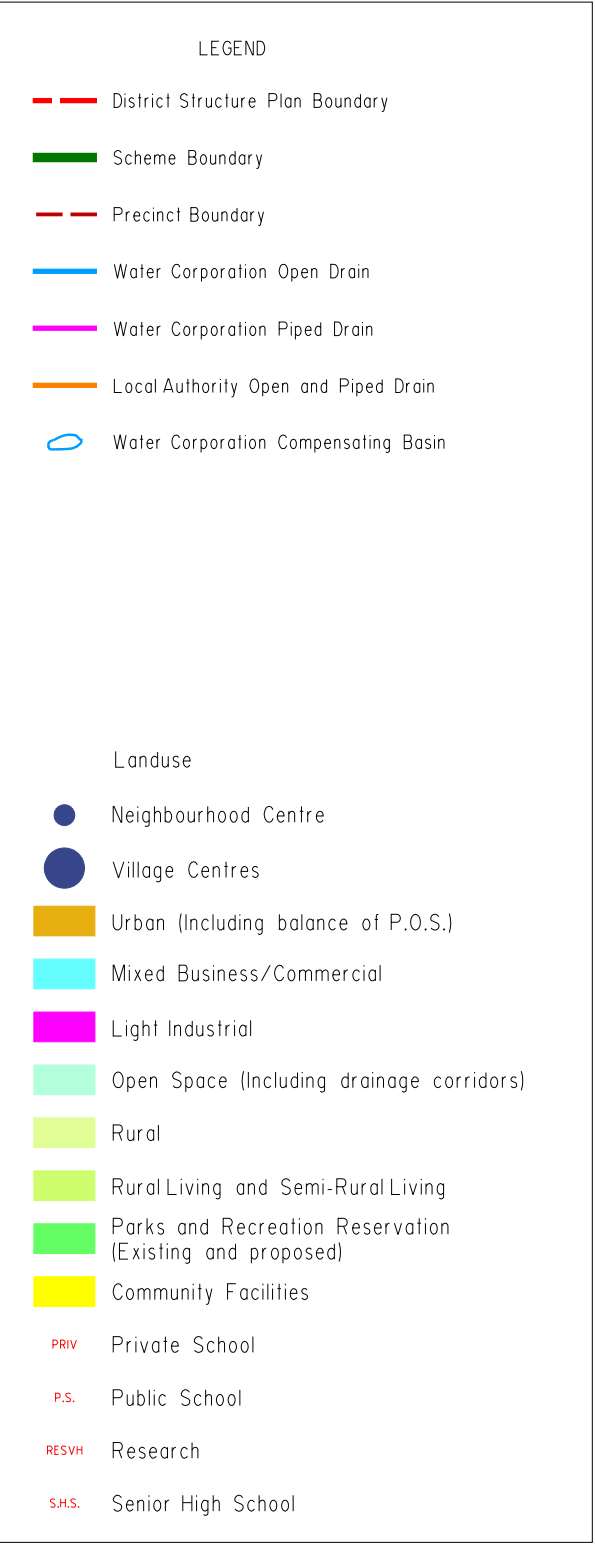 LEGEND
District Structure Plan Boundary
Scheme Boundary
Precinct Boundary
Water Corporation Open Drain
Water Corporation Piped Drain
Local Authority Open and Piped Drain
Water Corporation Compensating Basin
Landuse
Neighbourhood Centre
Village Centres
Urban (Including balance of P.O.S.)
Mixed Business/Commercial
Light Industrial
Open Space (Including drainage corridors)
Rural
Rural Living and Semi-Rural Living
Parks and Recreation Reservation
(Existing and proposed)
Community Facilities
PRIV Private School
P.S. Public School
RESVH Research
S.H.S. Senior High School